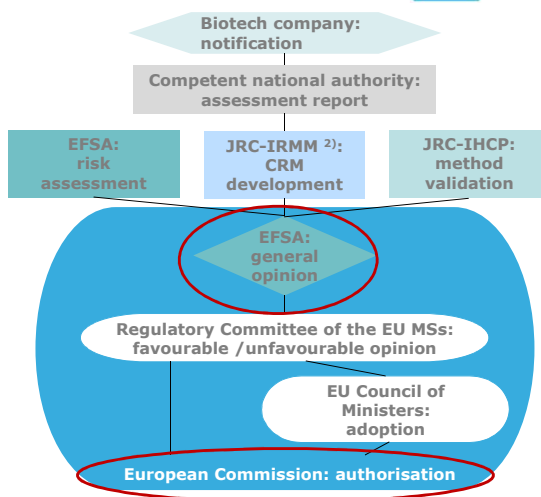 Biotech company:
notification
Competent national authority:
assessment report
EFSA:
risk
assessment
JRC-IRMM 2):
CRM
development
JRC-IHCP:
method
validation
EFSA:
general
opinion
Regulatory Committee of the EU MSs:
favourable /unfavourable opinion
EU Council of
Ministers:
adoption
European Commission: authorisation